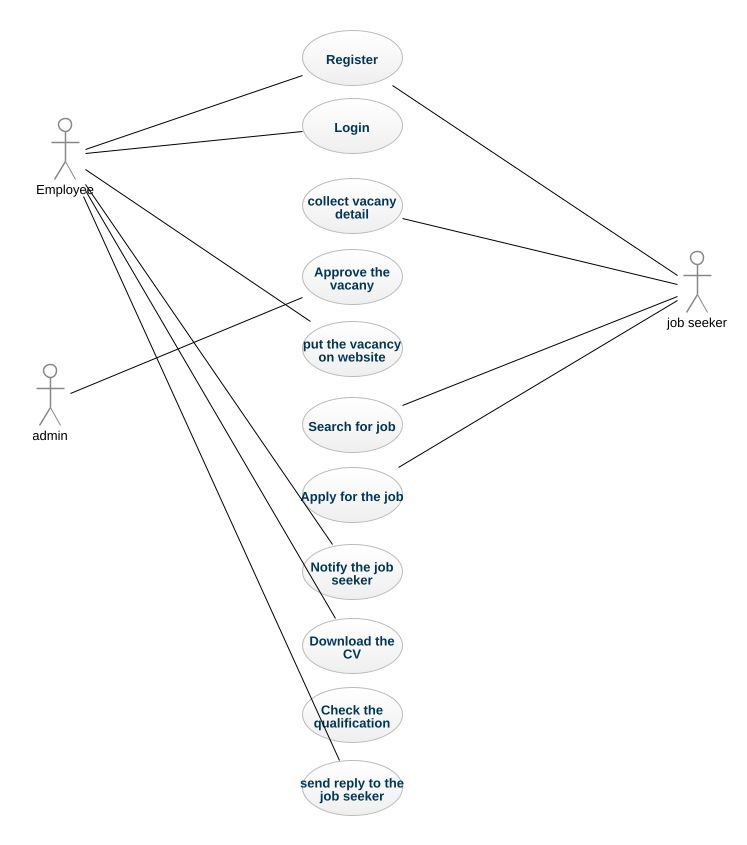 Register
Login
Employee
collect vacany
detail
Approve the
vacany
job seeker
put the vacancy
on website
Search for job
admin
Apply for the job
Notify the job
seeker
Download the
CV
Check the
qualification
send reply to the
job seeker